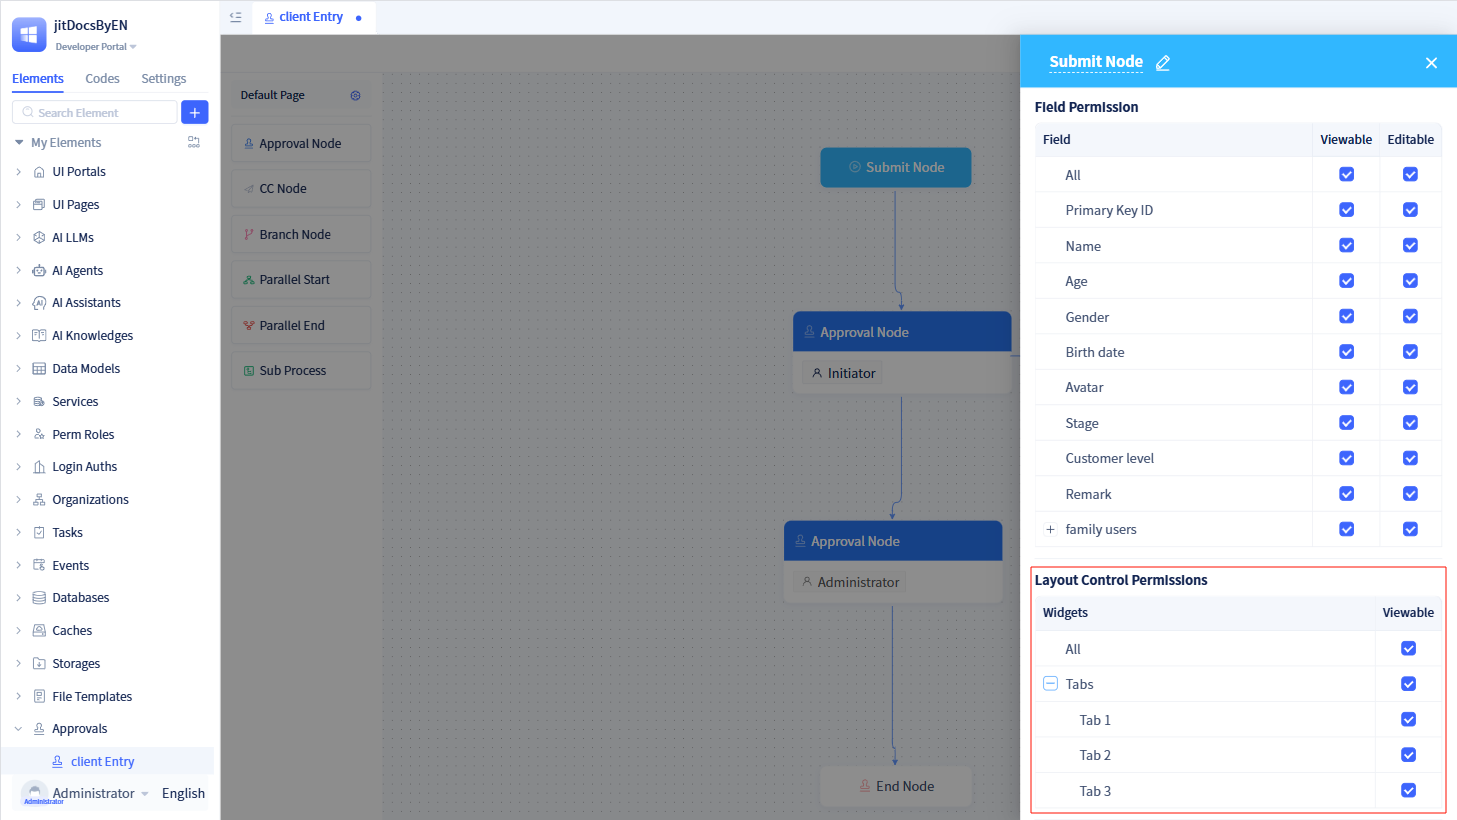 jitDocsByEN
Developer Portal
Elements Codes Settings
Search Element
My Elements
UI Portals
UI Pages
AI LLMs
AI Agents
AI Assistants
AI Knowledges
Data Models
Services
Perm Roles
Login Auths
Organizations
Tasks
Events
Databases
Caches
Storages
File Templates
Approvals
client Entry
Administrator
Administrator
English
client Entry
Default Page
Approval Node
CC Node
Branch Node
Parallel Start
Parallel End
Sub Process
Submit Node
Approval Node
Initiator
Approval Node
Administrator
End Node
Submit Node
Field Permission
Field Viewable Editable
All
Primary Key ID
Name
Age
Gender
Birth date
Avatar
Stage
Customer level
Remark
family users
Layout Control Permissions
Widgets Viewable
All
Tabs
Tab 1
Tab 2
Tab 3